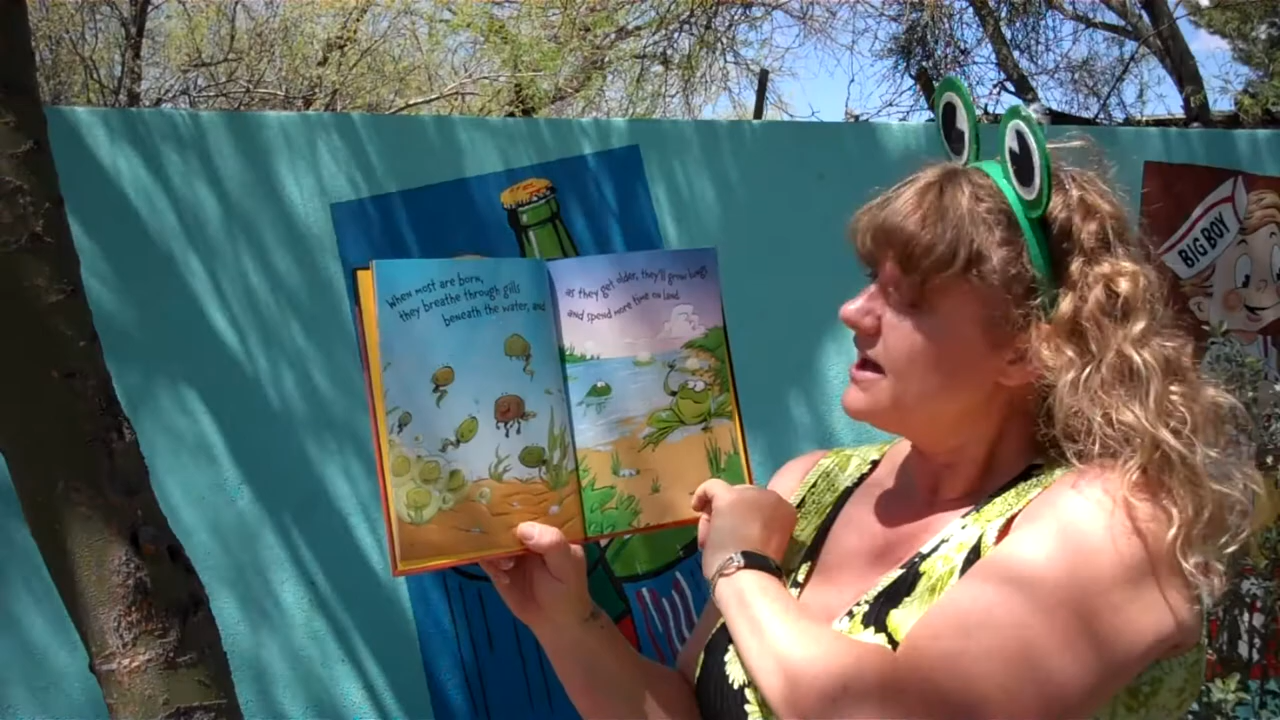 When most are born,
they breathe through gills
beneath the water, and
as they get older, they'll grow lungs
and spend more time on land.
BIG BOY